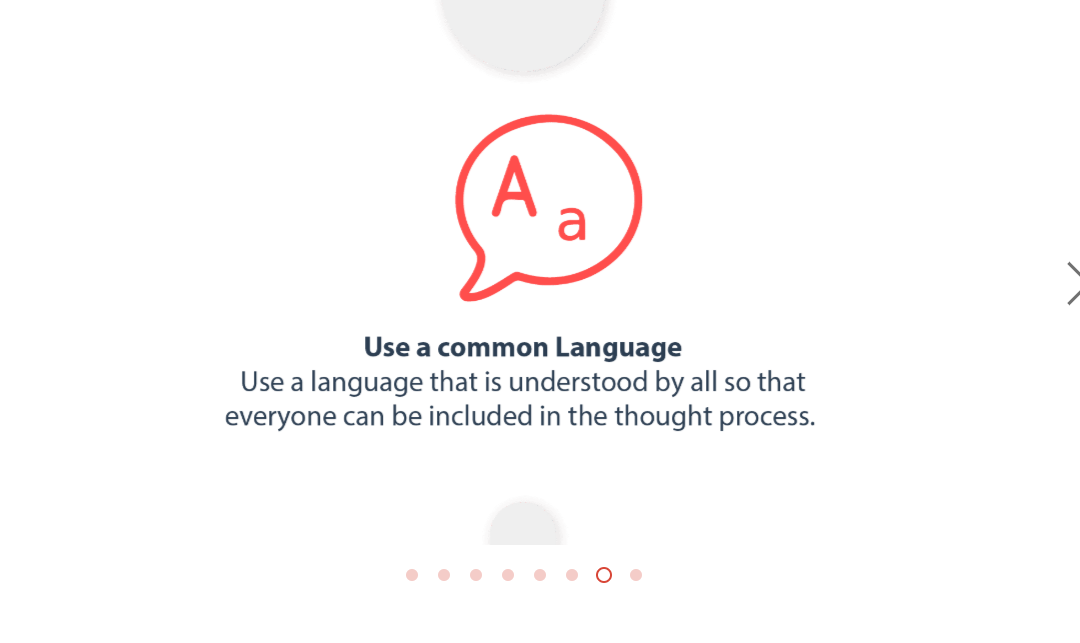 A a
Use a common Language
Use a language that is understood by all so that
everyone can be included in the thought process.